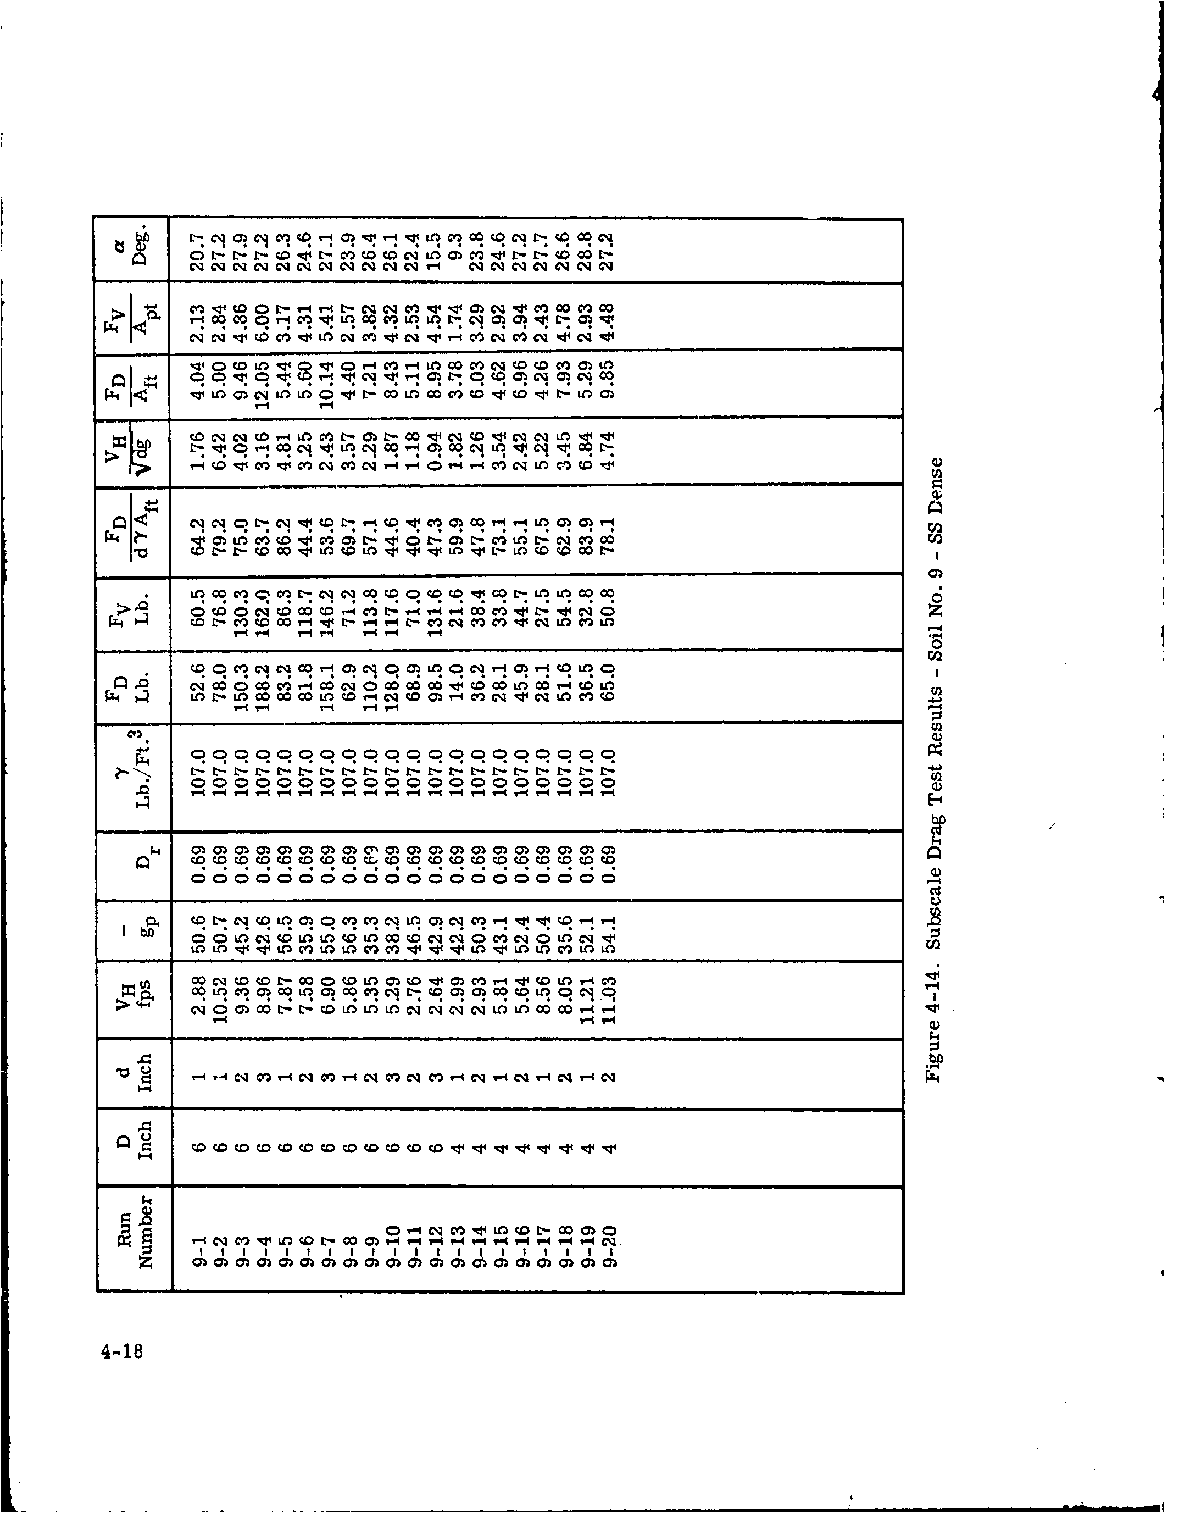 Run Number | D Inch | d Inch | VH fps | – gp | Dr | γ Lb./Ft.3 | FD Lb. | FV Lb. | FD / dγAft | VH / √dg | FD / Aft | FV / Apt | α Deg.
9-1 6 1 2.88 50.6 0.69 107.0 52.6 60.5 64.2 1.76 4.04 2.13 20.7
9-2 6 1 10.52 50.7 0.69 107.0 78.0 76.8 79.2 6.42 5.00 2.84 27.2
9-3 6 2 9.36 45.2 0.69 107.0 150.3 130.3 75.0 4.02 9.46 4.86 27.9
9-4 6 3 8.96 42.6 0.69 107.0 188.2 162.0 63.7 3.16 12.05 6.00 27.2
9-5 6 1 7.87 56.5 0.69 107.0 83.2 86.3 86.2 4.81 5.44 3.17 26.3
9-6 6 2 7.58 35.9 0.69 107.0 81.8 118.7 44.4 3.25 5.60 4.31 24.6
9-7 6 3 6.90 55.0 0.69 107.0 158.1 146.2 53.6 2.43 10.14 5.41 27.1
9-8 6 1 5.86 56.3 0.69 107.0 62.9 71.2 69.7 3.57 4.40 2.57 23.9
9-9 6 2 5.35 35.3 0.69 107.0 110.2 113.8 57.1 2.29 7.21 3.82 26.4
9-10 6 3 5.29 38.2 0.69 107.0 128.0 117.6 44.6 1.87 8.43 4.32 26.1
9-11 6 2 2.76 46.5 0.69 107.0 68.9 71.0 40.4 1.18 5.11 2.53 22.4
9-12 6 3 2.64 42.9 0.69 107.0 98.5 131.6 47.3 0.94 8.95 4.54 15.5
9-13 4 1 2.99 42.2 0.69 107.0 14.0 21.6 59.9 1.82 3.78 1.74 9.3
9-14 4 2 2.93 50.3 0.69 107.0 36.2 38.4 47.8 1.26 6.03 3.29 23.8
9-15 4 1 5.81 43.1 0.69 107.0 28.1 33.8 73.1 3.54 4.62 2.92 24.6
9-16 4 2 5.64 52.4 0.69 107.0 45.9 44.7 55.1 2.42 6.96 3.94 27.2
9-17 4 1 8.56 50.4 0.69 107.0 28.1 27.5 67.5 5.22 4.26 2.43 27.7
9-18 4 2 8.05 35.6 0.69 107.0 51.6 54.5 62.9 3.45 7.93 4.78 26.6
9-19 4 1 11.21 52.1 0.69 107.0 36.5 32.8 83.9 6.84 5.29 2.93 28.8
9-20 4 2 11.03 54.1 0.69 107.0 65.0 50.8 78.1 4.74 9.85 4.48 27.2
Figure 4-14. Subscale Drag Test Results - Soil No. 9 - SS Dense
4-18